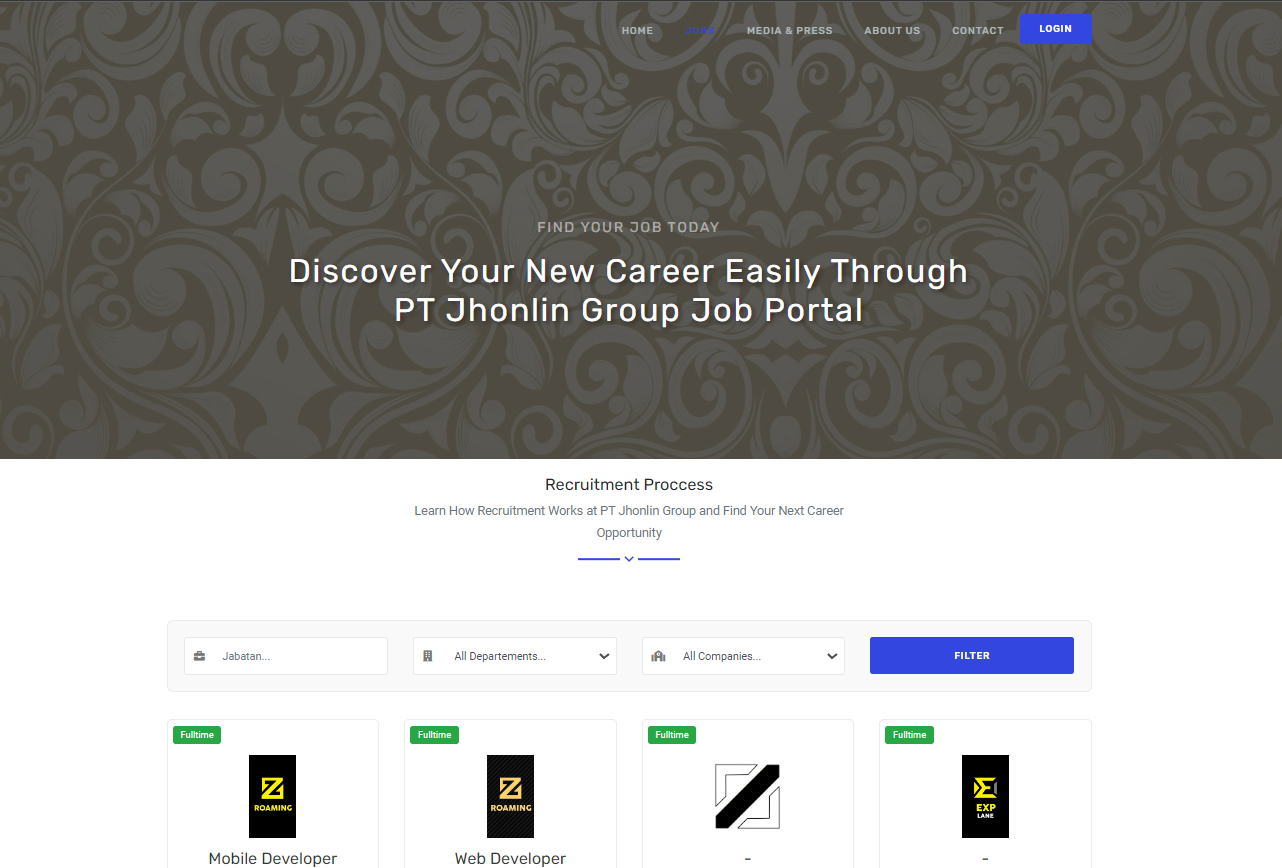 HOME
JOBS
MEDIA & PRESS
ABOUT US
CONTACT
LOGIN
FIND YOUR JOB TODAY
Discover Your New Career Easily Through
PT Jhonlin Group Job Portal
Recruitment Proccess
Learn How Recruitment Works at PT Jhonlin Group and Find Your Next Career
Opportunity
Jabatan...
All Departements...
All Companies...
FILTER
Fulltime
Fulltime
Fulltime
Fulltime
Z
ROAMING
Z
ROAMING
EXP
LANE
Mobile Developer
Web Developer
-
-